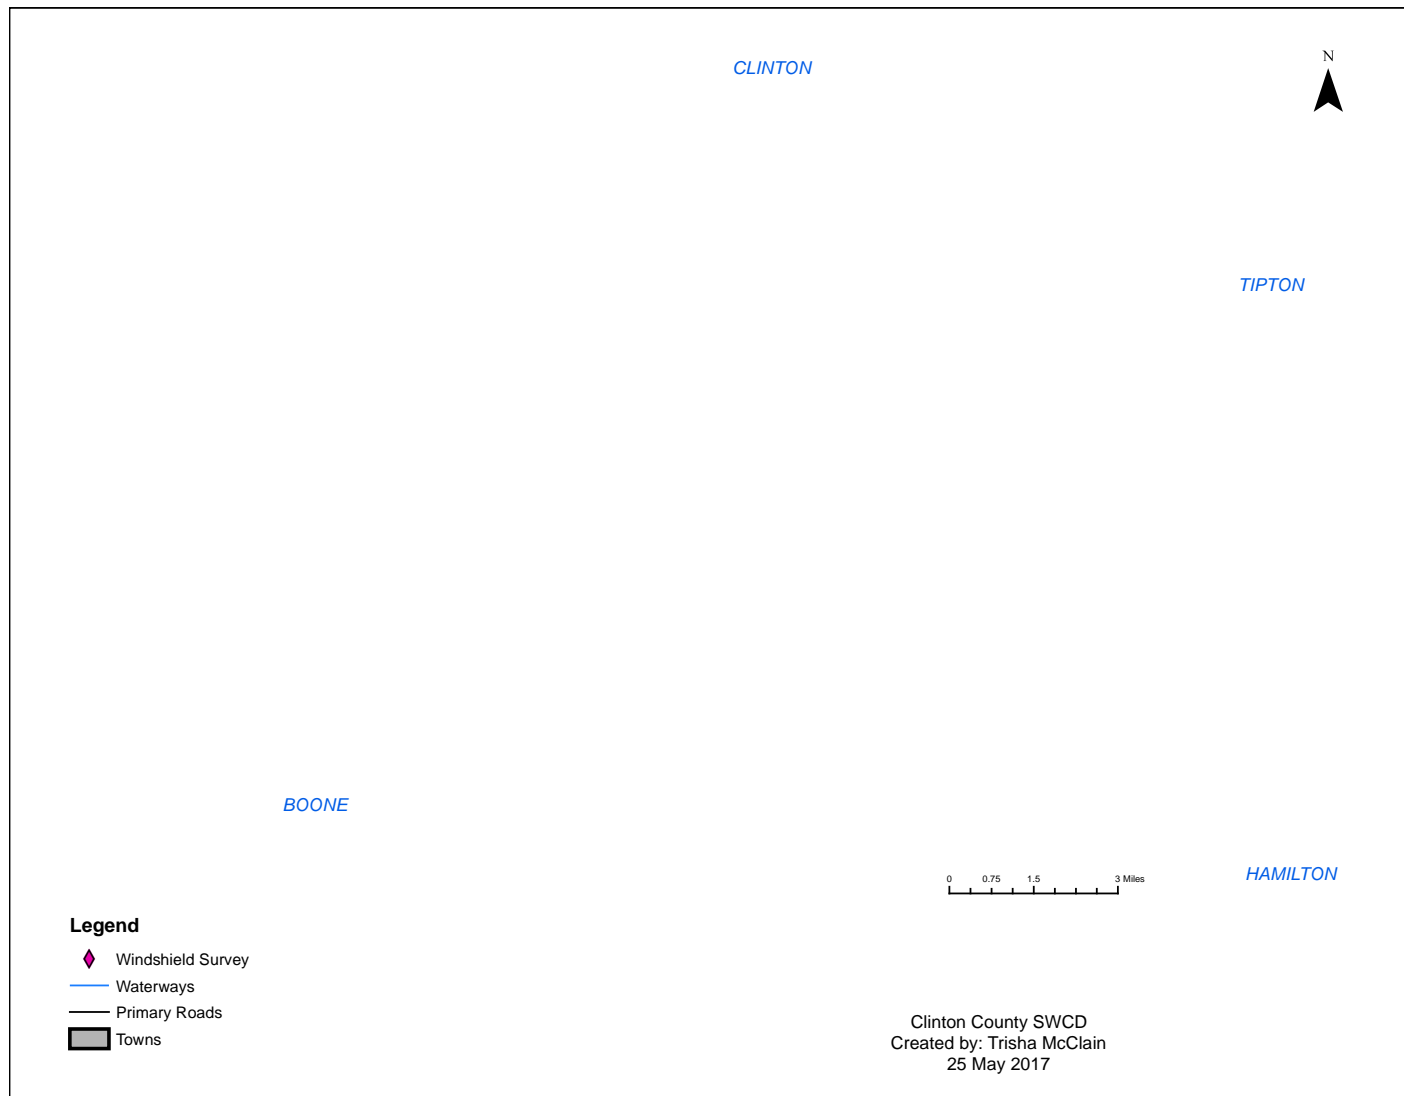 CLINTON
N
TIPTON
BOONE
0 0.75 1.5 3 Miles
HAMILTON
Legend
Windshield Survey
Waterways
Primary Roads
Towns
Clinton County SWCD
Created by: Trisha McClain
25 May 2017